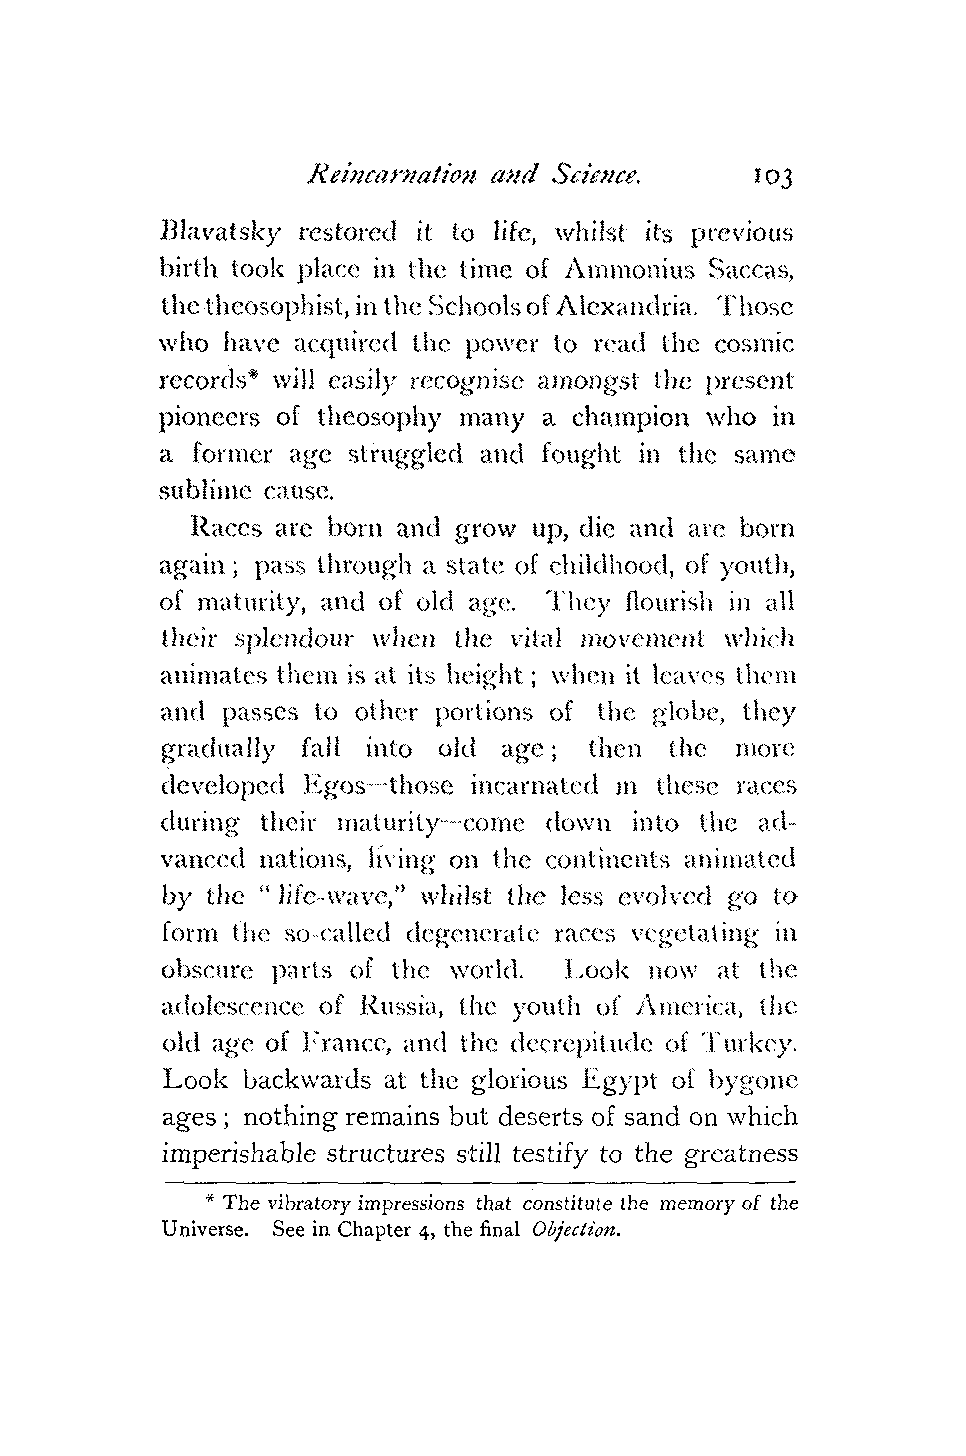 Reincarnation and Science. 103
Blavatsky restored it to life, whilst its previous
birth took place in the time of Ammonius Saccas,
the theosophist, in the Schools of Alexandria. Those
who have acquired the power to read the cosmic
records* will easily recognise amongst the present
pioneers of theosophy many a champion who in
a former age struggled and fought in the same
sublime cause.
Races are born and grow up, die and are born
again; pass through a state of childhood, of youth,
of maturity, and of old age. They flourish in all
their splendour when the vital movement which
animates them is at its height; when it leaves them
and passes to other portions of the globe, they
gradually fall into old age; then the more
developed Egos—those incarnated in these races
during their maturity—come down into the ad-
vanced nations, living on the continents animated
by the "life-wave," whilst the less evolved go to
form the so-called degenerate races vegetating in
obscure parts of the world. Look now at the
adolescence of Russia, the youth of America, the
old age of France, and the decrepitude of Turkey.
Look backwards at the glorious Egypt of bygone
ages; nothing remains but deserts of sand on which
imperishable structures still testify to the greatness
* The vibratory impressions that constitute the memory of the
Universe. See in Chapter 4, the final Objection.